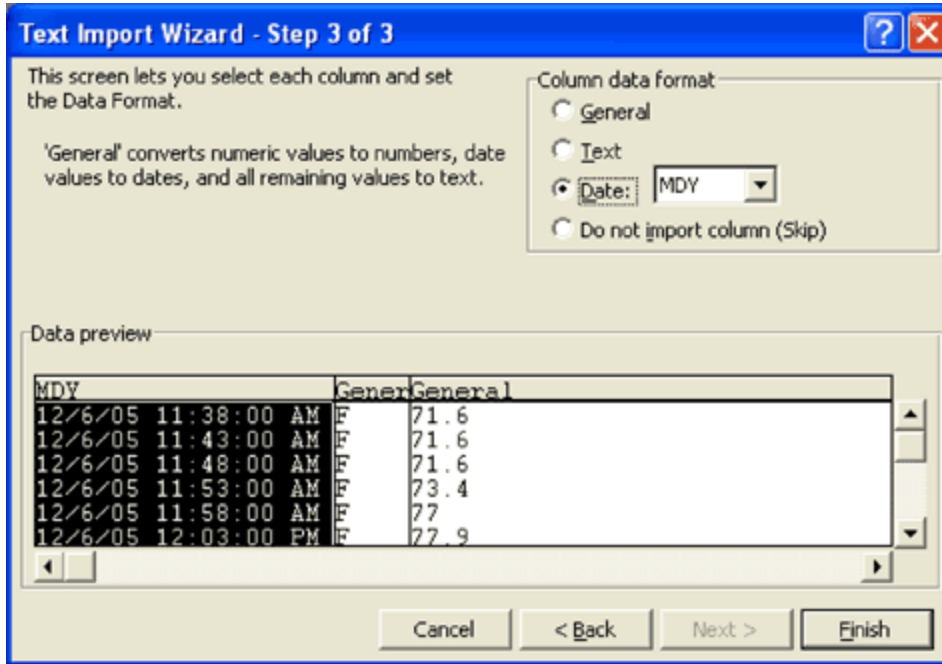 Text Import Wizard - Step 3 of 3
This screen lets you select each column and set
the Data Format.
'General' converts numeric values to numbers, date
values to dates, and all remaining values to text.
Column data format
General
Text
Date: MDY
Do not import column (Skip)
Data preview
MDY Gener General
12/6/05 11:38:00 AM F 71.6
12/6/05 11:43:00 AM F 71.6
12/6/05 11:48:00 AM F 71.6
12/6/05 11:53:00 AM F 73.4
12/6/05 11:58:00 AM F 77
12/6/05 12:03:00 PM F 77.9
Cancel < Back Next > Finish